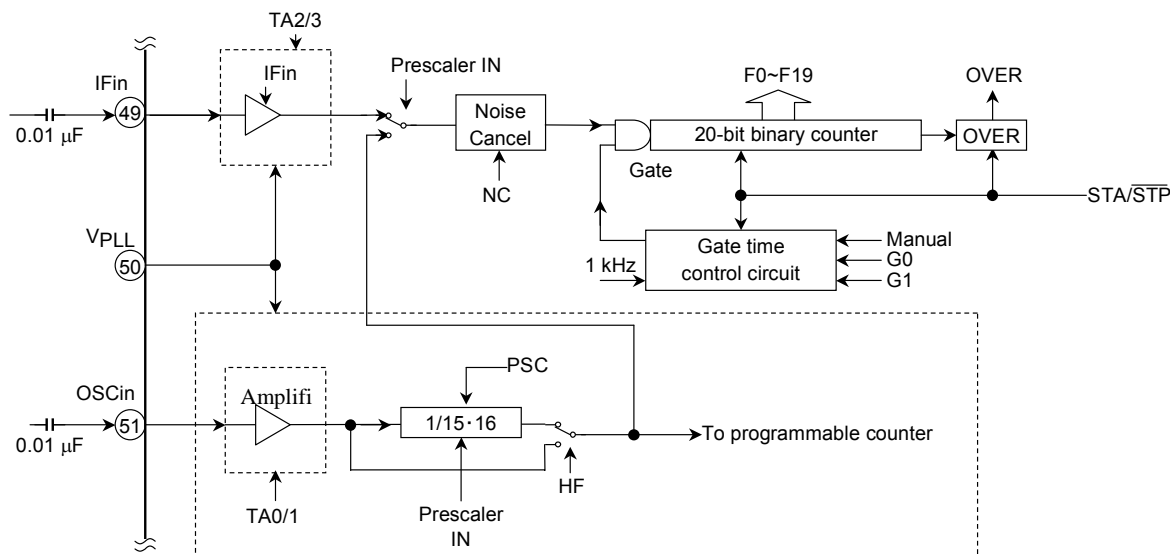 TA2/3
IFin
49
0.01 µF
IFin
Prescaler IN
Noise
Cancel
NC
F0~F19
OVER
Gate
20-bit binary counter
OVER
STA/S̅T̅P̅
VPLL
50
1 kHz
Gate time
control circuit
Manual
G0
G1
OSCin
51
0.01 µF
Amplifi
TA0/1
PSC
1/15·16
Prescaler
IN
HF
To programmable counter